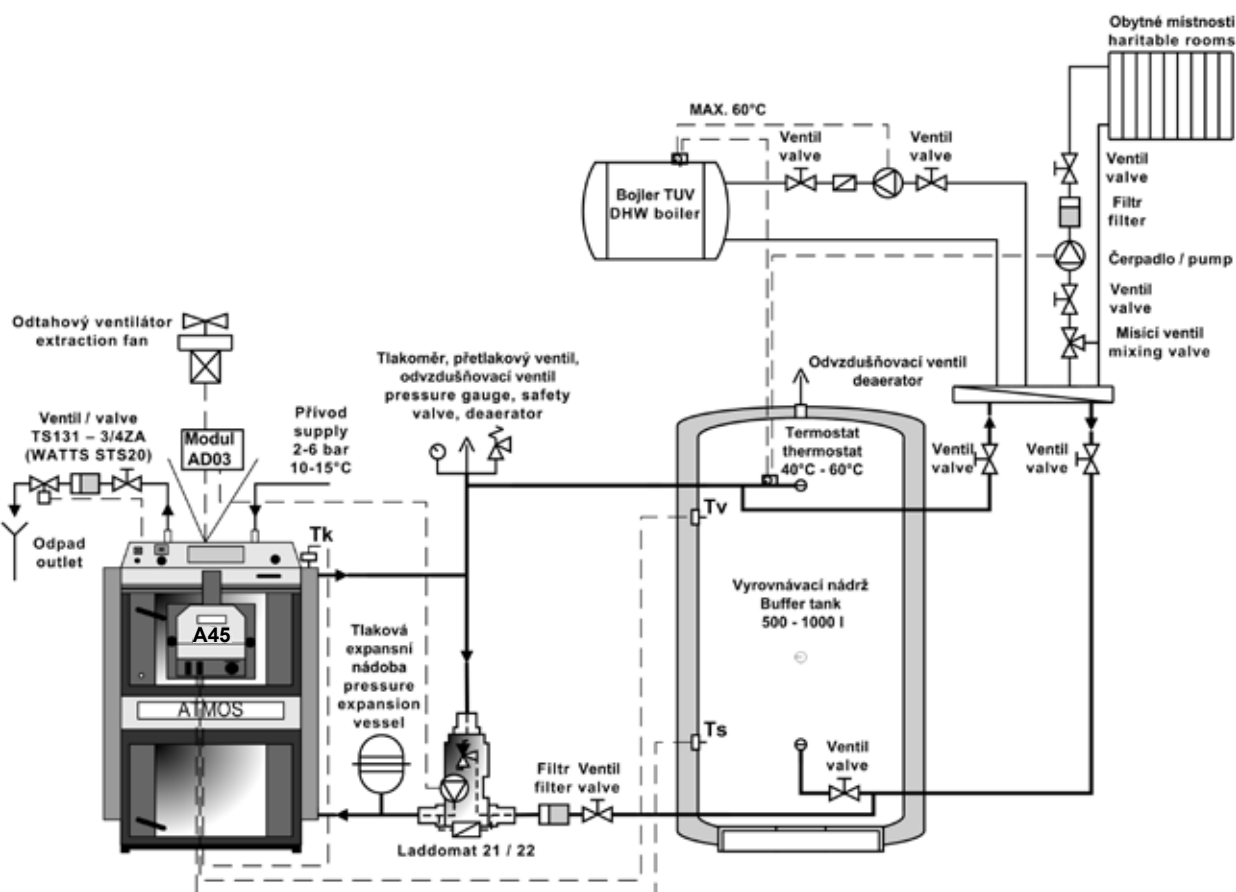 Obytné místnosti
haritable rooms
MAX. 60°C
Ventil
valve
Ventil
valve
Ventil
valve
Bojler TUV
DHW boiler
Filtr
filter
Čerpadlo / pump
Ventil
valve
Mísící ventil
mixing valve
Odtahový ventilátor
extraction fan
Tlakoměr, přetlakový ventil,
odvzdušňovací ventil
pressure gauge, safety
valve, deaerator
Odvzdušňovací ventil
deaerator
Ventil / valve
TS131 – 3/4ZA
(WATTS STS20)
Modul
AD03
Přívod
supply
2-6 bar
10-15°C
Termostat
thermostat
40°C - 60°C
Ventil
valve
Ventil
valve
Tv
Odpad
outlet
Tk
Vyrovnávací nádrž
Buffer tank
500 - 1000 l
A45
Tlaková
expansní
nádoba
pressure
expansion
vessel
ATMOS
Ts
Ventil
valve
Filtr Ventil
filter valve
Laddomat 21 / 22